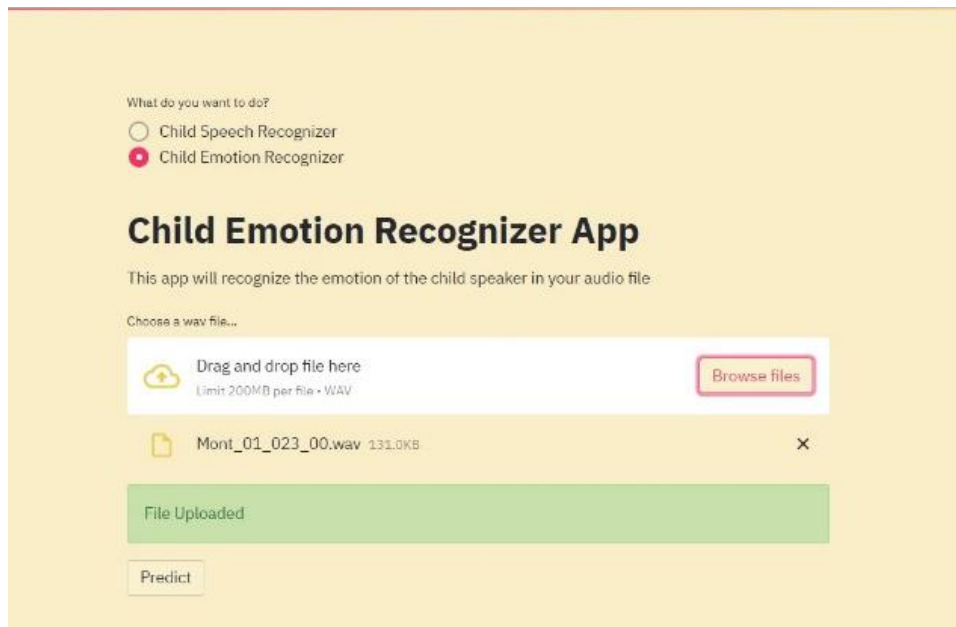 What do you want to do?
Child Speech Recognizer
Child Emotion Recognizer
Child Emotion Recognizer App
This app will recognize the emotion of the child speaker in your audio file
Choose a wav file...
Drag and drop file here
Limit 200MB per file • WAV
Browse files
Mont_01_023_00.wav 131.0KB
File Uploaded
Predict